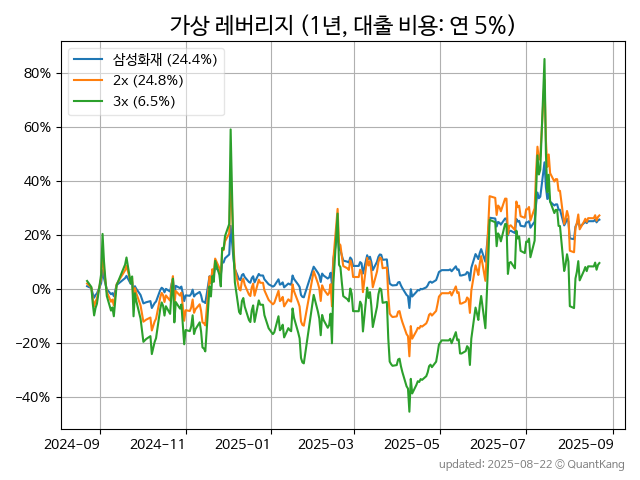 가상 레버리지 (1년, 대출 비용: 연 5%)
삼성화재 (24.4%)
2x (24.8%)
3x (6.5%)
80%
60%
40%
20%
0%
−20%
−40%
2024-09
2024-11
2025-01
2025-03
2025-05
2025-07
2025-09
updated: 2025-08-22 ⓒ QuantKang